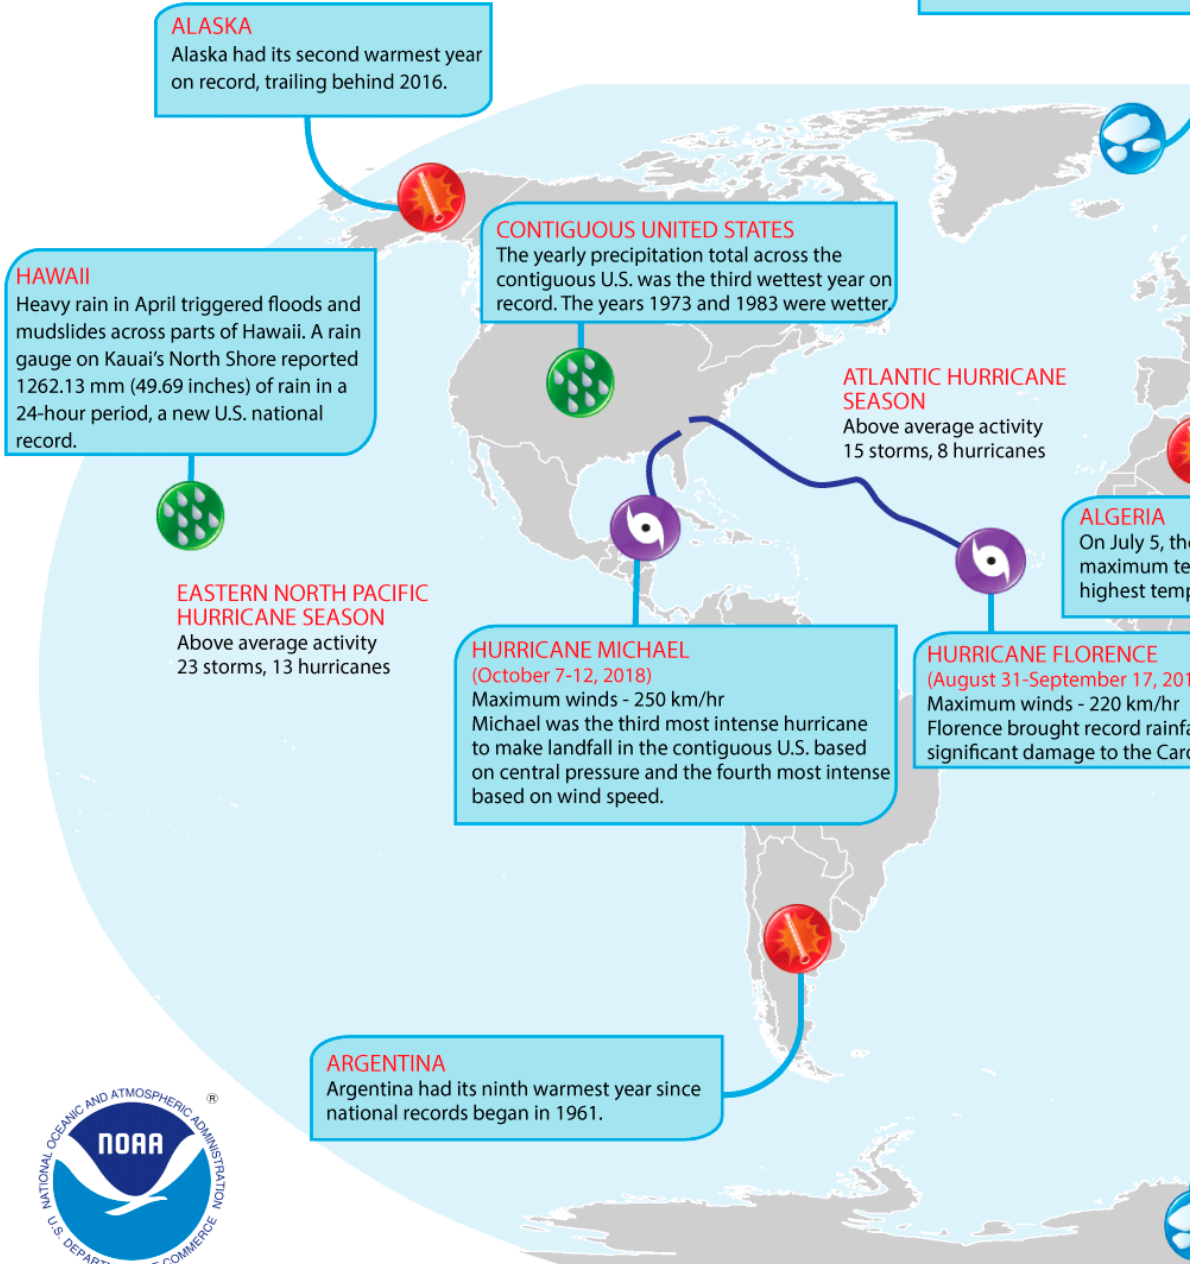 ALASKA
Alaska had its second warmest year
on record, trailing behind 2016.
CONTIGUOUS UNITED STATES
The yearly precipitation total across the
contiguous U.S. was the third wettest year on
record. The years 1973 and 1983 were wetter.
HAWAII
Heavy rain in April triggered floods and
mudslides across parts of Hawaii. A rain
gauge on Kauai's North Shore reported
1262.13 mm (49.69 inches) of rain in a
24-hour period, a new U.S. national
record.
ATLANTIC HURRICANE
SEASON
Above average activity
15 storms, 8 hurricanes
ALGERIA
On July 5, the
maximum te
highest temp
EASTERN NORTH PACIFIC
HURRICANE SEASON
Above average activity
23 storms, 13 hurricanes
HURRICANE MICHAEL
(October 7-12, 2018)
Maximum winds - 250 km/hr
Michael was the third most intense hurricane
to make landfall in the contiguous U.S. based
on central pressure and the fourth most intense
based on wind speed.
HURRICANE FLORENCE
(August 31-September 17, 201
Maximum winds - 220 km/hr
Florence brought record rainfa
significant damage to the Caro
ARGENTINA
Argentina had its ninth warmest year since
national records began in 1961.
NATIONAL OCEANIC AND ATMOSPHERIC ADMINISTRATION
®
NOAA
U.S. DEPARTM COMMERCE